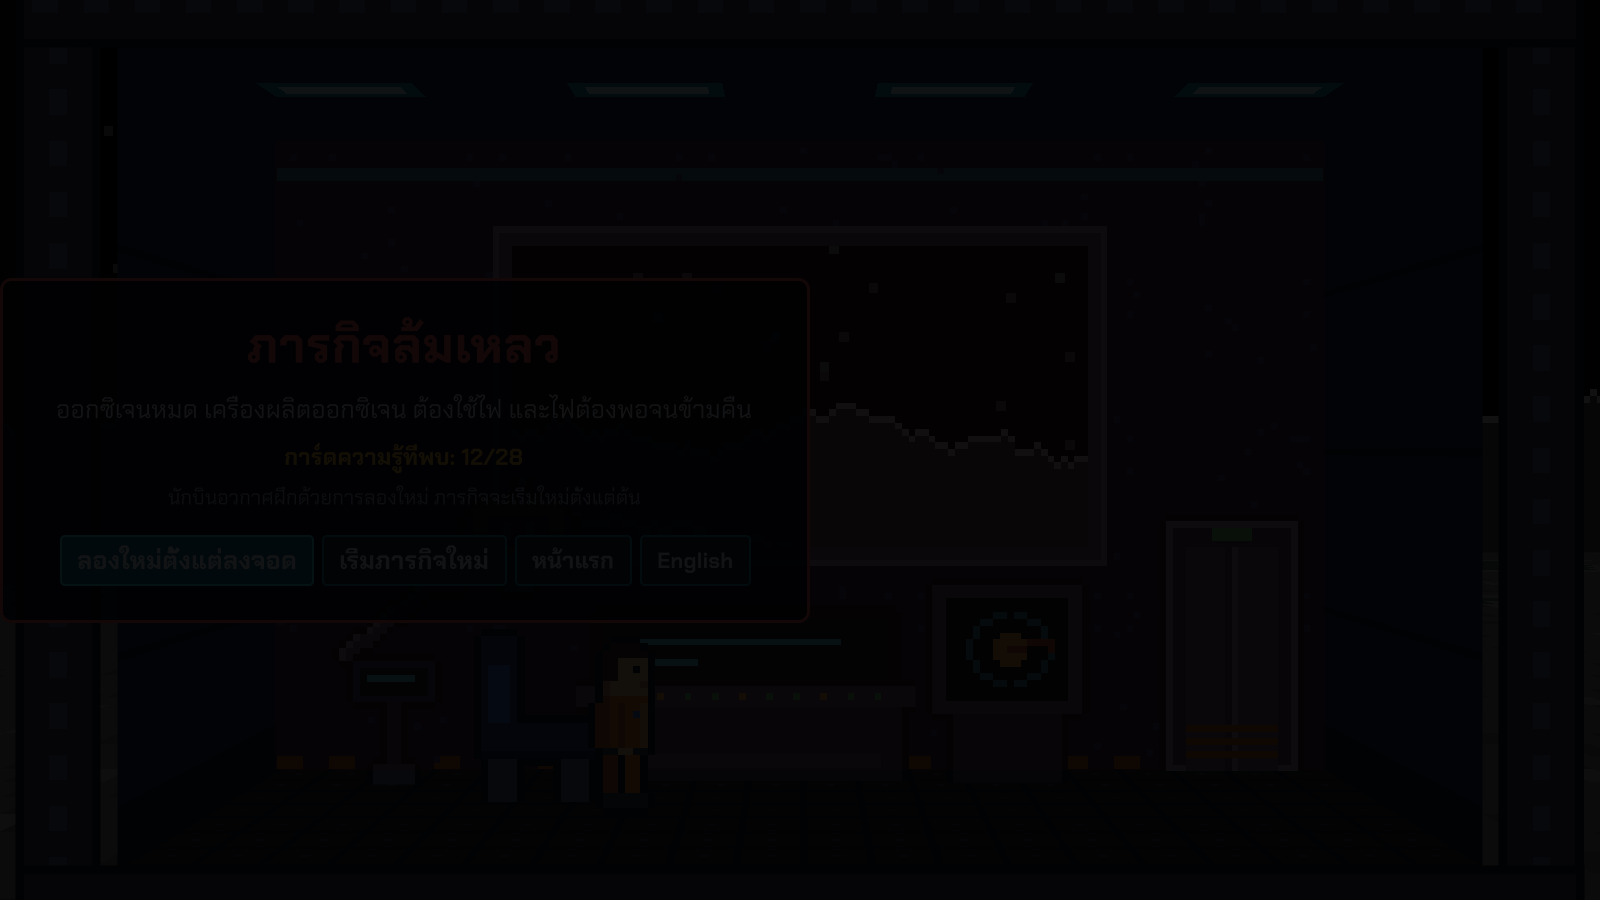 ภารกิจล้มเหลว
ออกซิเจนหมด เครื่องผลิตออกซิเจน ต้องใช้ไฟ และไฟต้องพอจนข้ามคืน
การ์ดความรู้ที่พบ: 12/28
นักบินอวกาศฝึกด้วยการลองใหม่ ภารกิจจะเริ่มใหม่ตั้งแต่ต้น
ลองใหม่ตั้งแต่ลงจอด เริ่มภารกิจใหม่ หน้าแรก English